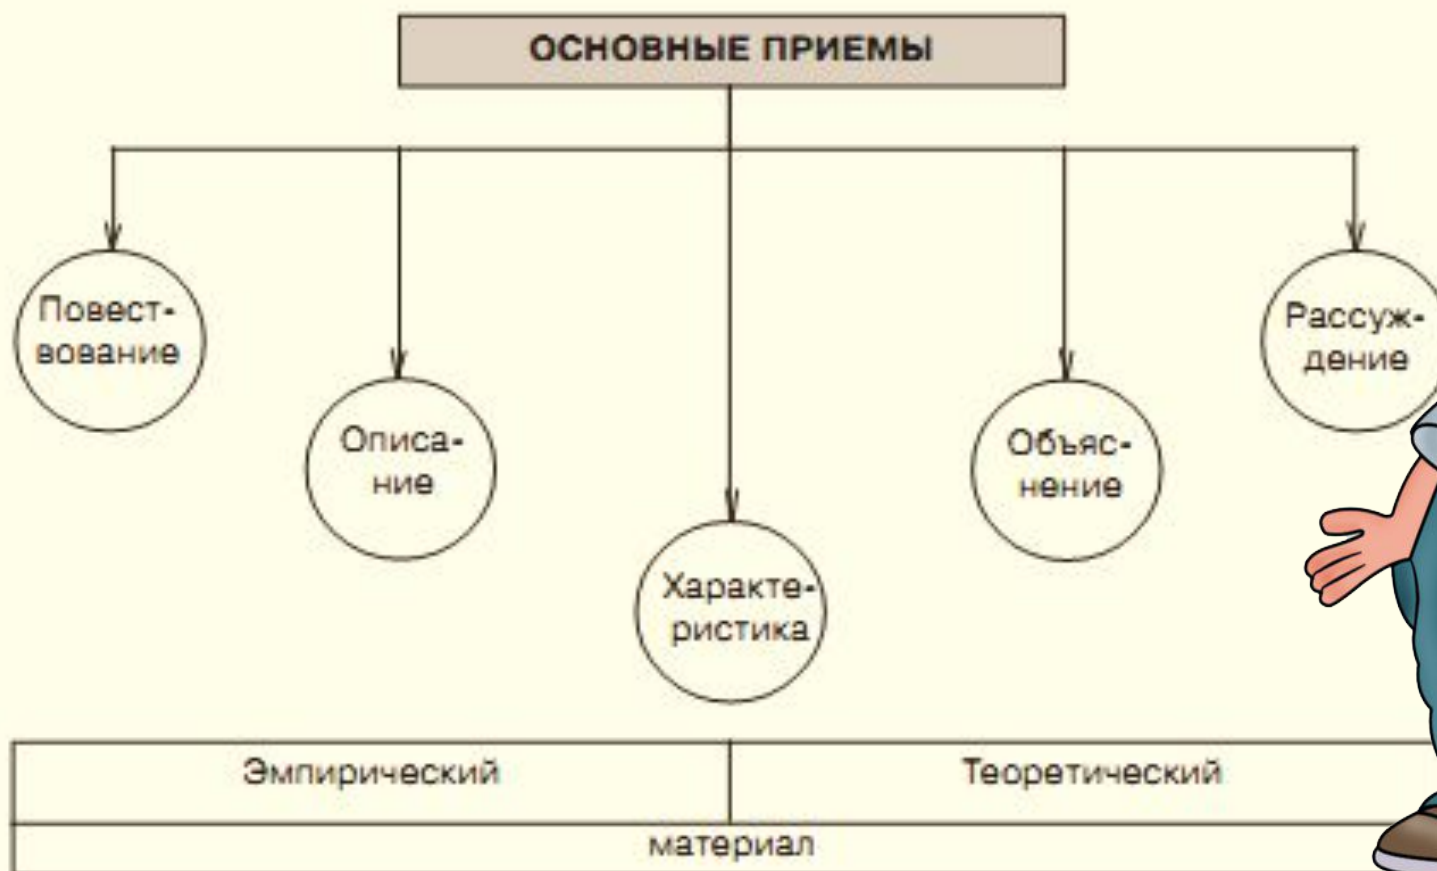 ОСНОВНЫЕ ПРИЕМЫ
Повест-
вование
Описа-
ние
Характе-
ристика
Объяс-
нение
Рассуж-
дение
Эмпирический
Теоретический
материал